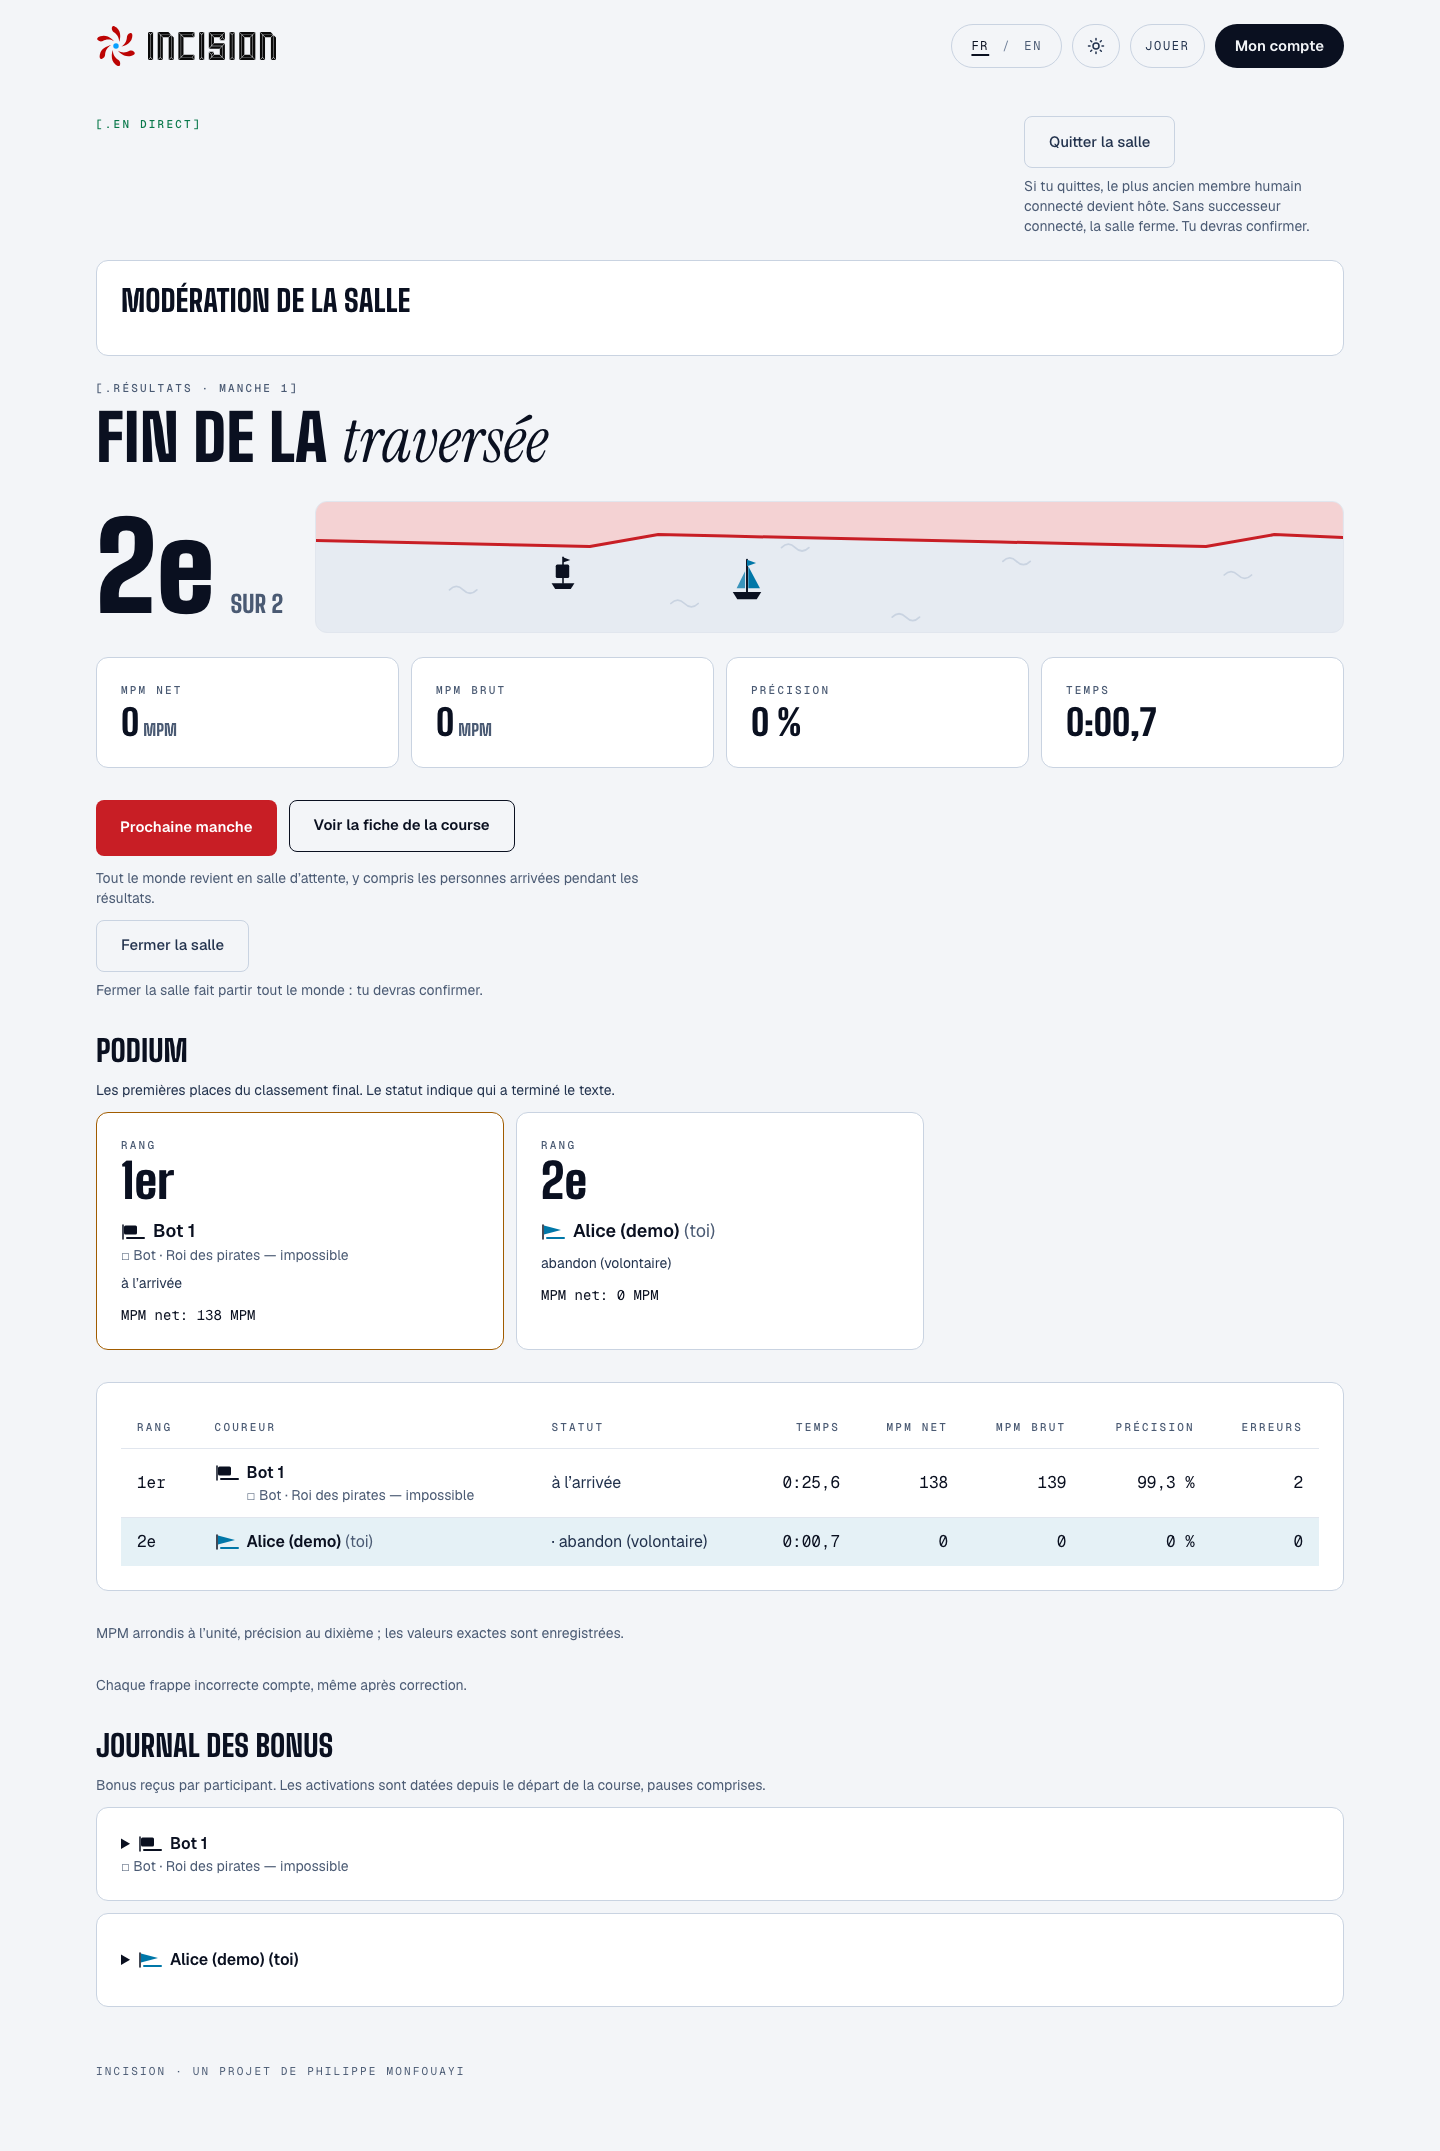 INCISION
FR / EN
JOUER
Mon compte
[.EN DIRECT]
Quitter la salle
Si tu quittes, le plus ancien membre humain
connecté devient hôte. Sans successeur
connecté, la salle ferme. Tu devras confirmer.
MODÉRATION DE LA SALLE
[.RÉSULTATS · MANCHE 1]
FIN DE LA traversée
2e SUR 2
MPM NET
0 MPM
MPM BRUT
0 MPM
PRÉCISION
0 %
TEMPS
0:00,7
Prochaine manche
Voir la fiche de la course
Tout le monde revient en salle d’attente, y compris les personnes arrivées pendant les
résultats.
Fermer la salle
Fermer la salle fait partir tout le monde : tu devras confirmer.
PODIUM
Les premières places du classement final. Le statut indique qui a terminé le texte.
RANG
1er
Bot 1
□ Bot · Roi des pirates — impossible
à l’arrivée
MPM net: 138 MPM
RANG
2e
Alice (demo) (toi)
abandon (volontaire)
MPM net: 0 MPM
RANG COUREUR STATUT TEMPS MPM NET MPM BRUT PRÉCISION ERREURS
1er Bot 1 à l’arrivée 0:25,6 138 139 99,3 % 2
□ Bot · Roi des pirates — impossible
2e Alice (demo) (toi) · abandon (volontaire) 0:00,7 0 0 0 % 0
MPM arrondis à l’unité, précision au dixième ; les valeurs exactes sont enregistrées.
Chaque frappe incorrecte compte, même après correction.
JOURNAL DES BONUS
Bonus reçus par participant. Les activations sont datées depuis le départ de la course, pauses comprises.
Bot 1
□ Bot · Roi des pirates — impossible
Alice (demo) (toi)
INCISION · UN PROJET DE PHILIPPE MONFOUAYI